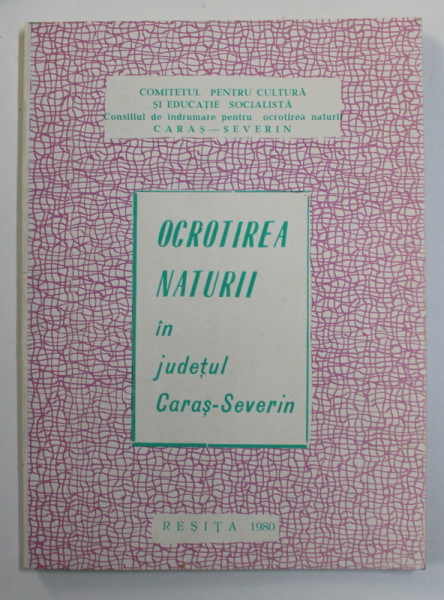 COMITETUL PENTRU CULTURĂ
ȘI EDUCAȚIE SOCIALISTĂ
Consiliul de îndrumare pentru ocrotirea naturii
CARAȘ—SEVERIN
OCROTIREA
NATURII
în
județul
Caraș-Severin
REȘIȚA 1980